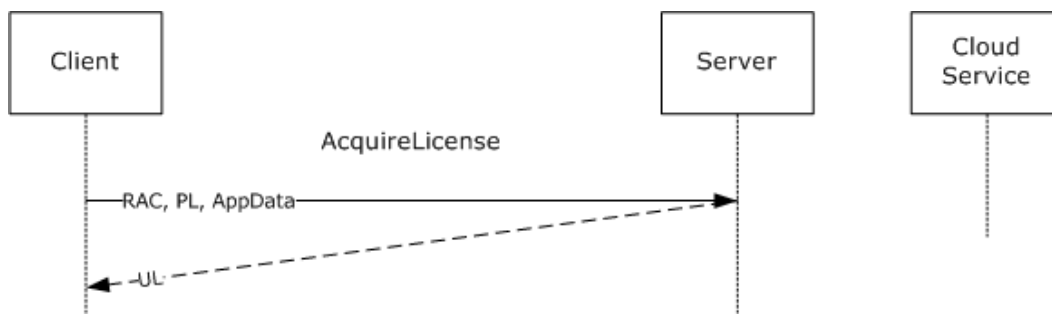 Client
Server
Cloud
Service
AcquireLicense
RAC, PL, AppData
UL